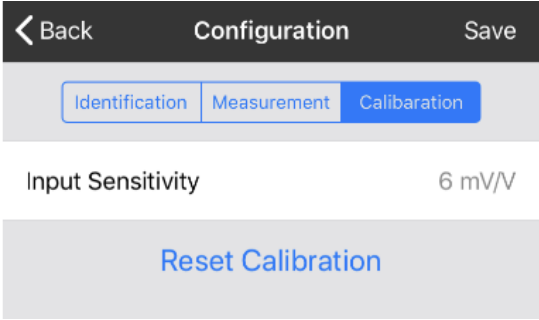 Back Configuration Save
Identification Measurement Calibaration
Input Sensitivity 6 mV/V
Reset Calibration